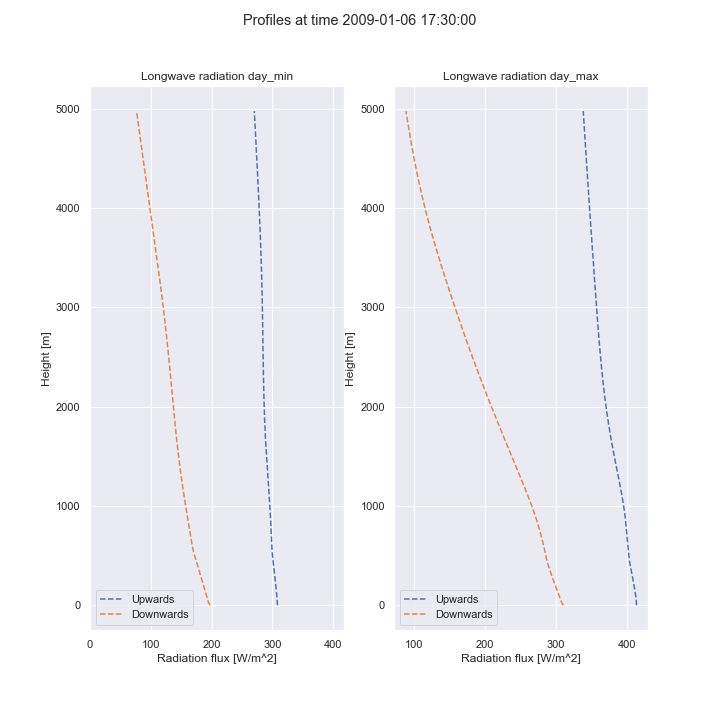 Profiles at time 2009-01-06 17:30:00
Longwave radiation day_min
Height [m]
5000
4000
3000
2000
1000
0
Upwards
Downwards
0 100 200 300 400
Radiation flux [W/m^2]
Longwave radiation day_max
Height [m]
5000
4000
3000
2000
1000
0
Upwards
Downwards
100 200 300 400
Radiation flux [W/m^2]